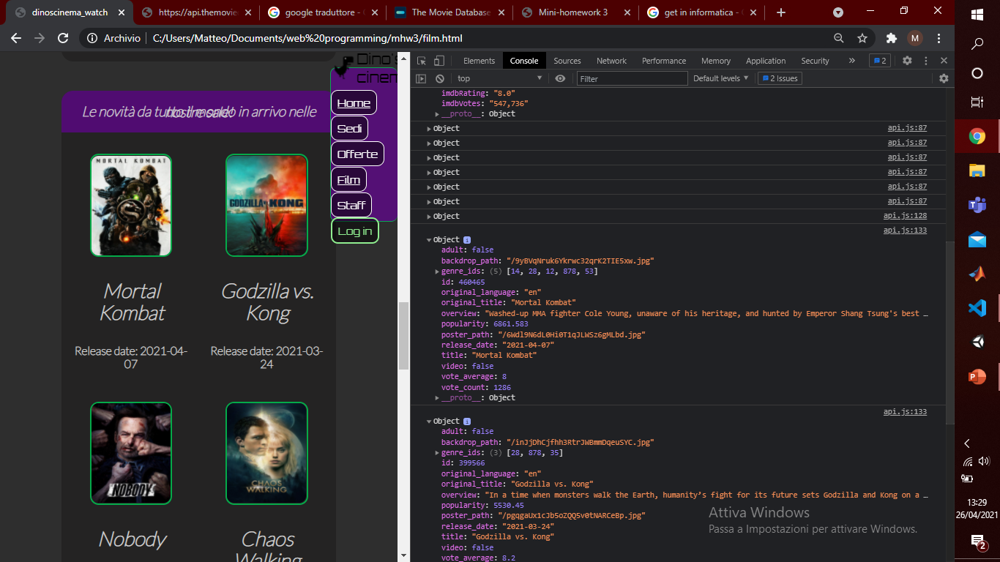 dinoscinema_watch
https://api.themovie
google traduttore - G
The Movie Database
Mini-homework 3
get in informatica - G
Archivio
C:/Users/Matteo/Documents/web%20programming/mhw3/film.html
M
Dino's
cinem
Home
Sedi
Offerte
Film
Staff
Log in
Le novità da tutto il mondo in arrivo nelle
nostre sale!
MORTAL KOMBAT
GODZILLA VS KONG
Mortal
Kombat
Godzilla vs.
Kong
Release date: 2021-04-
07
Release date: 2021-03-
24
NOBODY
CHAOS
WALKING
Nobody
Chaos
Walking
Elements
Console
Sources
Network
Performance
Memory
Application
Security
»
2
top
Filter
Default levels
2 Issues
imdbRating: "8.0"
imdbVotes: "547,736"
__proto__: Object
Object api.js:87
Object api.js:87
Object api.js:87
Object api.js:87
Object api.js:87
Object api.js:87
Object api.js:128
api.js:133
Object i
adult: false
backdrop_path: "/9yBVqNruk6Ykrwc32qrK2TIE5xw.jpg"
genre_ids: (5) [14, 28, 12, 878, 53]
id: 460465
original_language: "en"
original_title: "Mortal Kombat"
overview: "Washed-up MMA fighter Cole Young, unaware of his heritage, and hunted by Emperor Shang Tsung's best …
popularity: 6861.583
poster_path: "/6Wdl9N6dL0Hi0T1qJLWSz6gMLbd.jpg"
release_date: "2021-04-07"
title: "Mortal Kombat"
video: false
vote_average: 8
vote_count: 1286
__proto__: Object
api.js:133
Object i
adult: false
backdrop_path: "/inJjDhCjfhh3RtrJWBmmDqeuSYC.jpg"
genre_ids: (3) [28, 878, 35]
id: 399566
original_language: "en"
original_title: "Godzilla vs. Kong"
overview: "In a time when monsters walk the Earth, humanity's fight for its future sets Godzilla and Kong on a …
popularity: 5530.45
poster_path: "/pgqgaUx1cJb5oZQQ5v0tNARCeBp.jpg"
release_date: "2021-03-24"
title: "Godzilla vs. Kong"
video: false
vote_average: 8.2
Attiva Windows
Passa a Impostazioni per attivare Windows.
13:29
26/04/2021
2